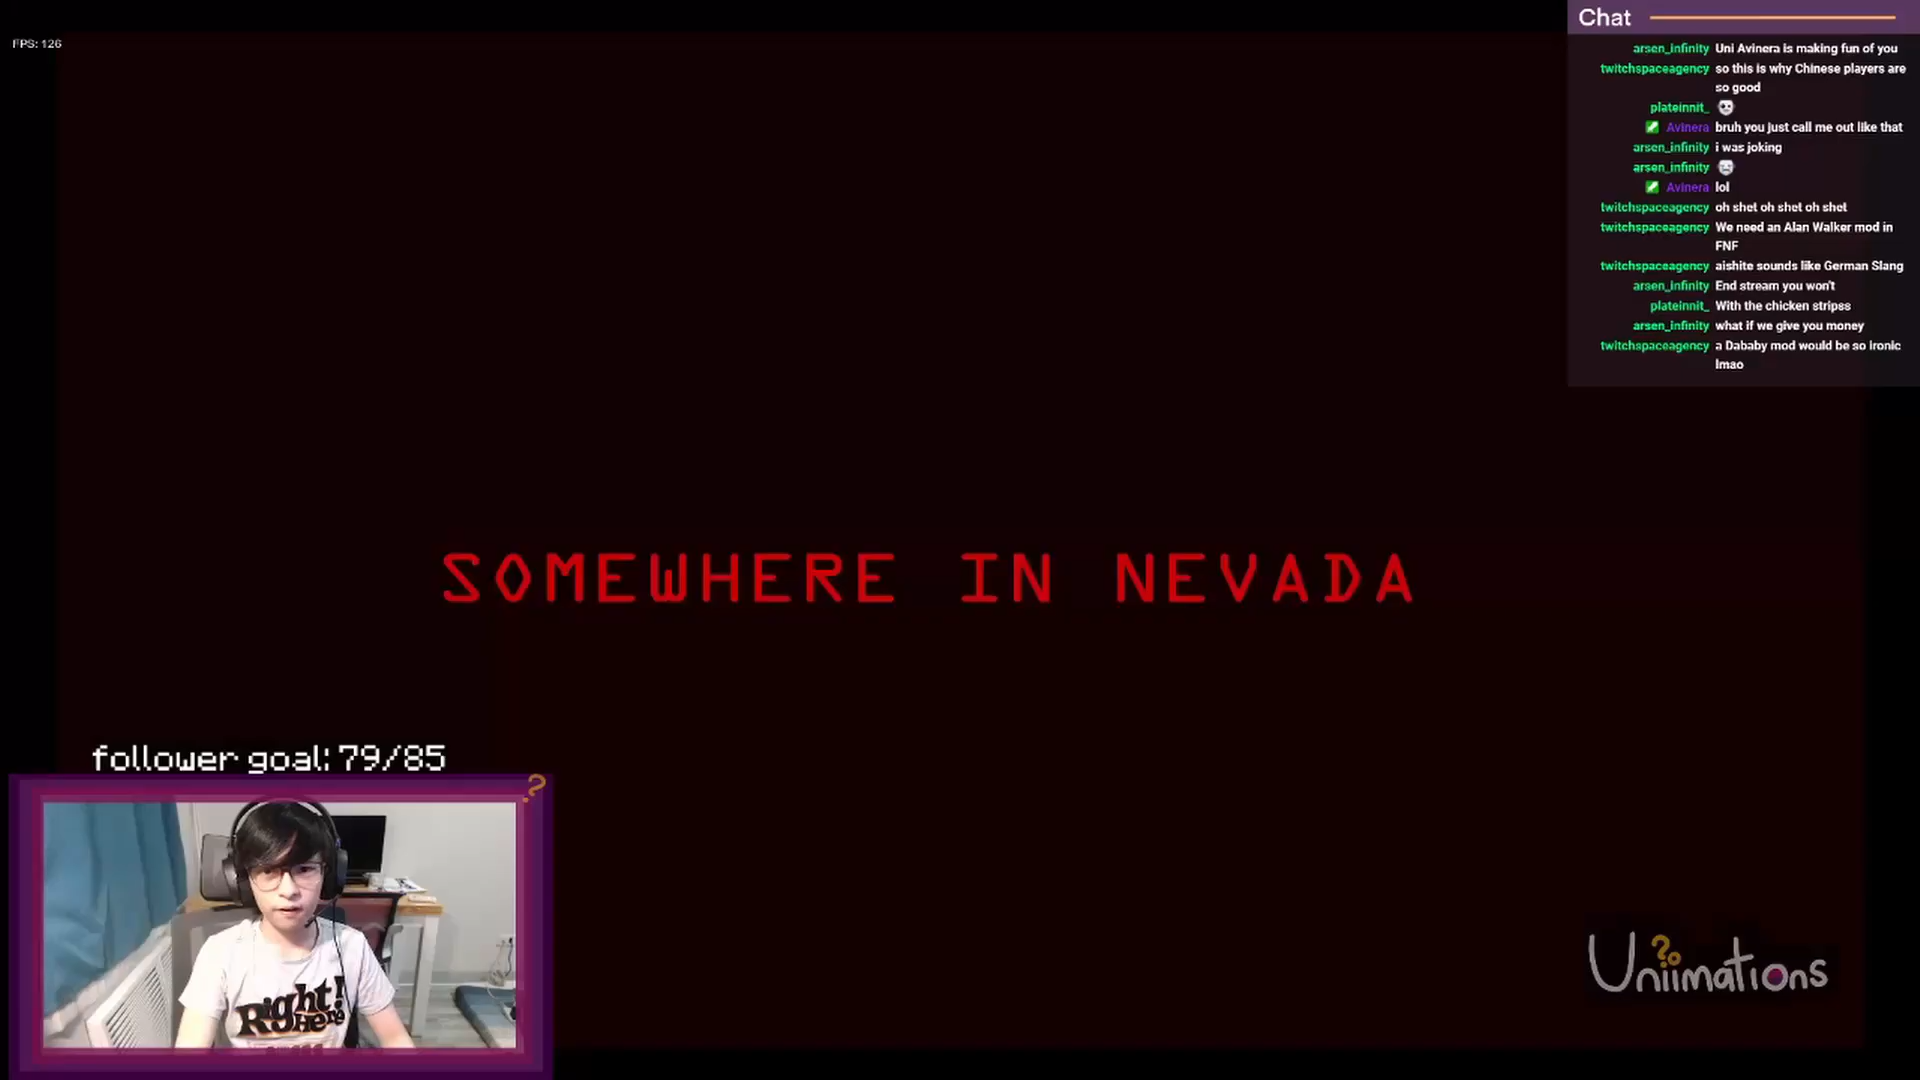 FPS: 126
Chat
arsen_infinity Uni Avinera is making fun of you
twitchspaceagency so this is why Chinese players are
so good
plateinnit_
Avinera bruh you just call me out like that
arsen_infinity i was joking
arsen_infinity
Avinera lol
twitchspaceagency oh shet oh shet oh shet
twitchspaceagency We need an Alan Walker mod in
FNF
twitchspaceagency aishite sounds like German Slang
arsen_infinity End stream you won't
plateinnit_ With the chicken stripss
arsen_infinity what if we give you money
twitchspaceagency a Dababy mod would be so ironic
lmao
SOMEWHERE IN NEVADA
follower goal: 79/85
?
Right!
Here
Uniimations